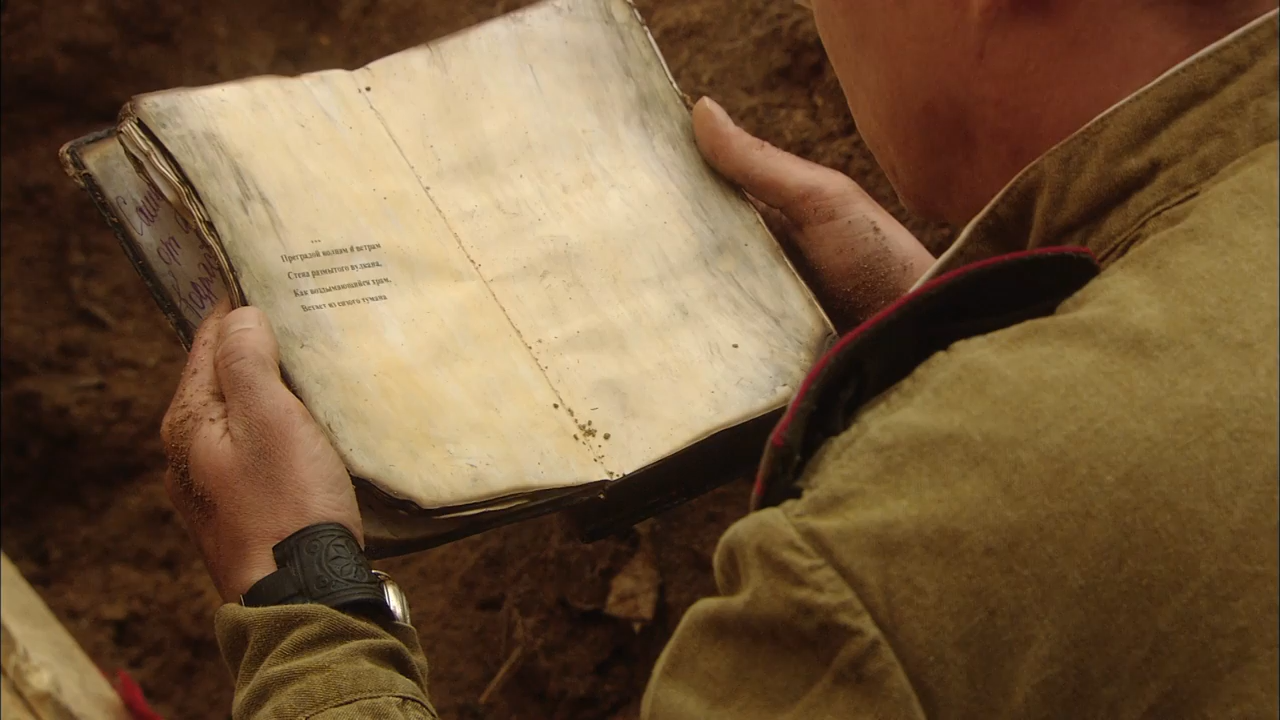 ***
Преградой волнам и ветрам
Стена размытого вулкана,
Как воздымающийся храм,
Встает из сизого тумана